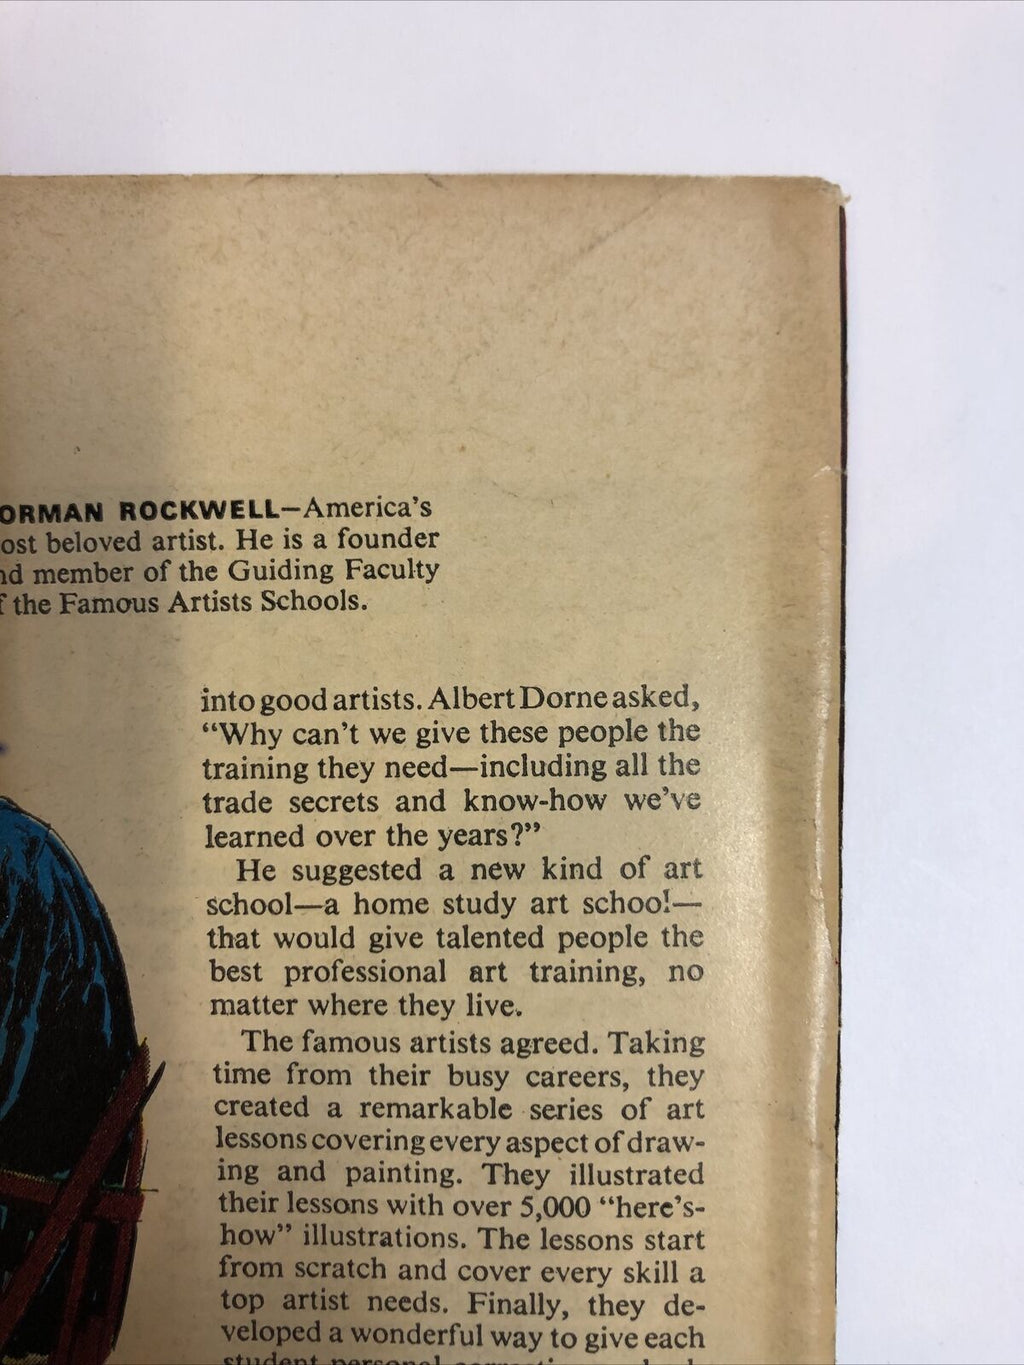 ORMAN ROCKWELL—America's
ost beloved artist. He is a founder
nd member of the Guiding Faculty
f the Famous Artists Schools.
into good artists. Albert Dorne asked,
“Why can't we give these people the
training they need—including all the
trade secrets and know-how we've
learned over the years?”
He suggested a new kind of art
school—a home study art school—
that would give talented people the
best professional art training, no
matter where they live.
The famous artists agreed. Taking
time from their busy careers, they
created a remarkable series of art
lessons covering every aspect of draw-
ing and painting. They illustrated
their lessons with over 5,000 “here's-
how” illustrations. The lessons start
from scratch and cover every skill a
top artist needs. Finally, they de-
veloped a wonderful way to give each
student personal